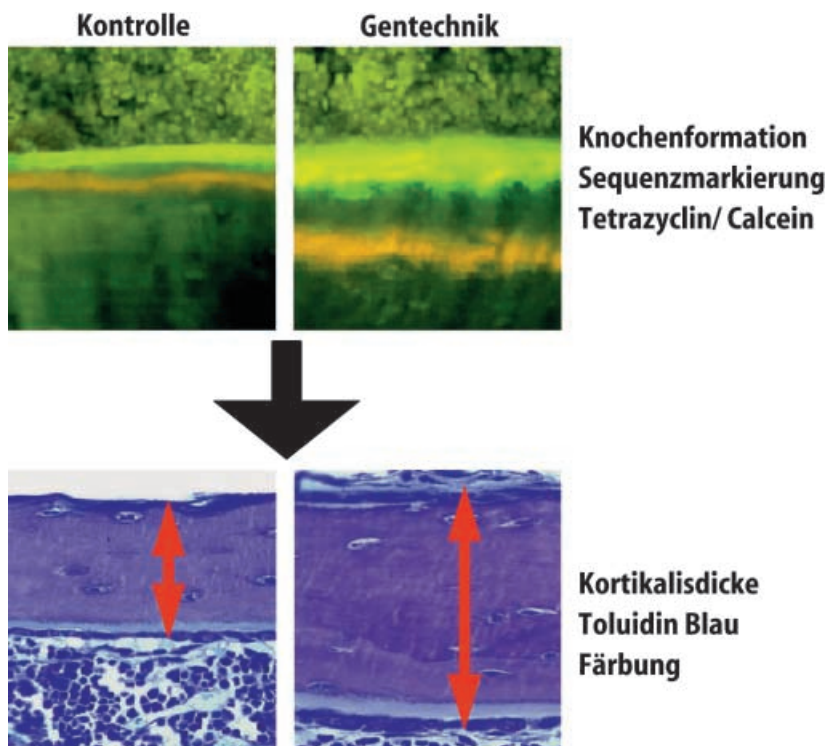 Kontrolle
Gentechnik
Knochenformation
Sequenzmarkierung
Tetrazyclin/ Calcein
Kortikalisdicke
Toluidin Blau
Färbung